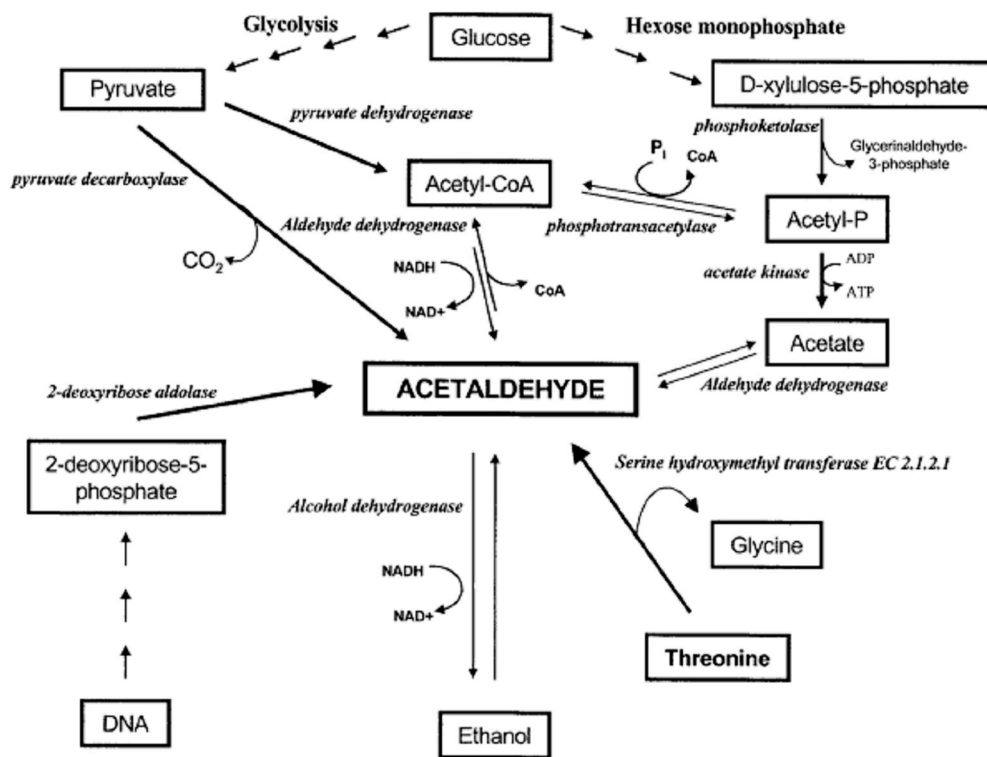 Glycolysis
Glucose
Hexose monophosphate
Pyruvate
D-xylulose-5-phosphate
pyruvate dehydrogenase
phosphoketolase
Glycerinaldehyde-
3-phosphate
Pi
CoA
pyruvate decarboxylase
Acetyl-CoA
Acetyl-P
Aldehyde dehydrogenase
phosphotransacetylase
CO2
NADH
NAD+
CoA
acetate kinase
ADP
ATP
Acetate
ACETALDEHYDE
Aldehyde dehydrogenase
2-deoxyribose aldolase
2-deoxyribose-5-
phosphate
Serine hydroxymethyl transferase EC 2.1.2.1
Alcohol dehydrogenase
Glycine
NADH
NAD+
Threonine
DNA
Ethanol